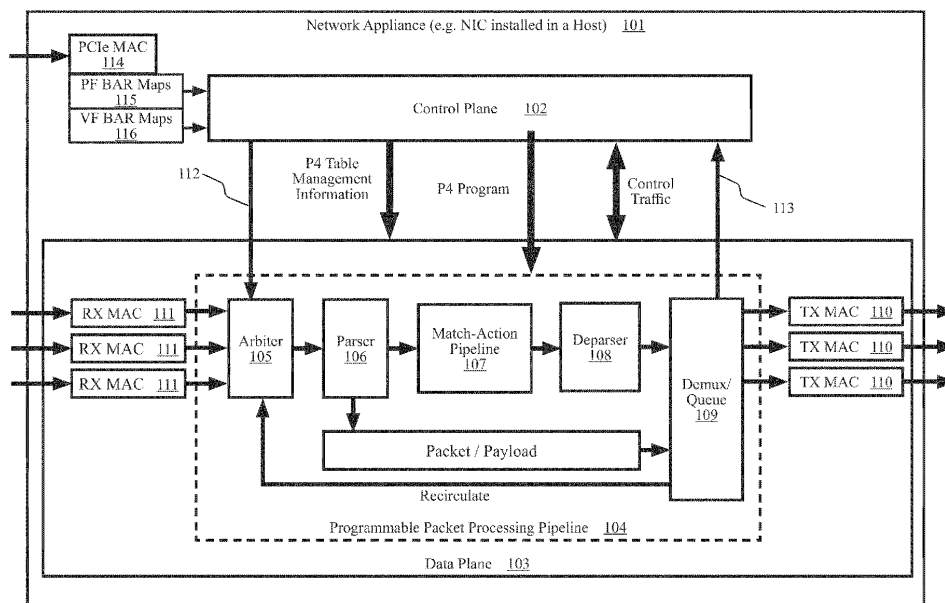 Network Appliance (e.g. NIC installed in a Host) 101
PCIe MAC
114
PF BAR Maps
115
VF BAR Maps
116
Control Plane 102
112
P4 Table
Management
Information
P4 Program
Control
Traffic
113
RX MAC 111
RX MAC 111
RX MAC 111
Arbiter
105
Parser
106
Match-Action
Pipeline
107
Deparser
108
Demux/
Queue
109
TX MAC 110
TX MAC 110
TX MAC 110
Packet / Payload
Recirculate
Programmable Packet Processing Pipeline 104
Data Plane 103